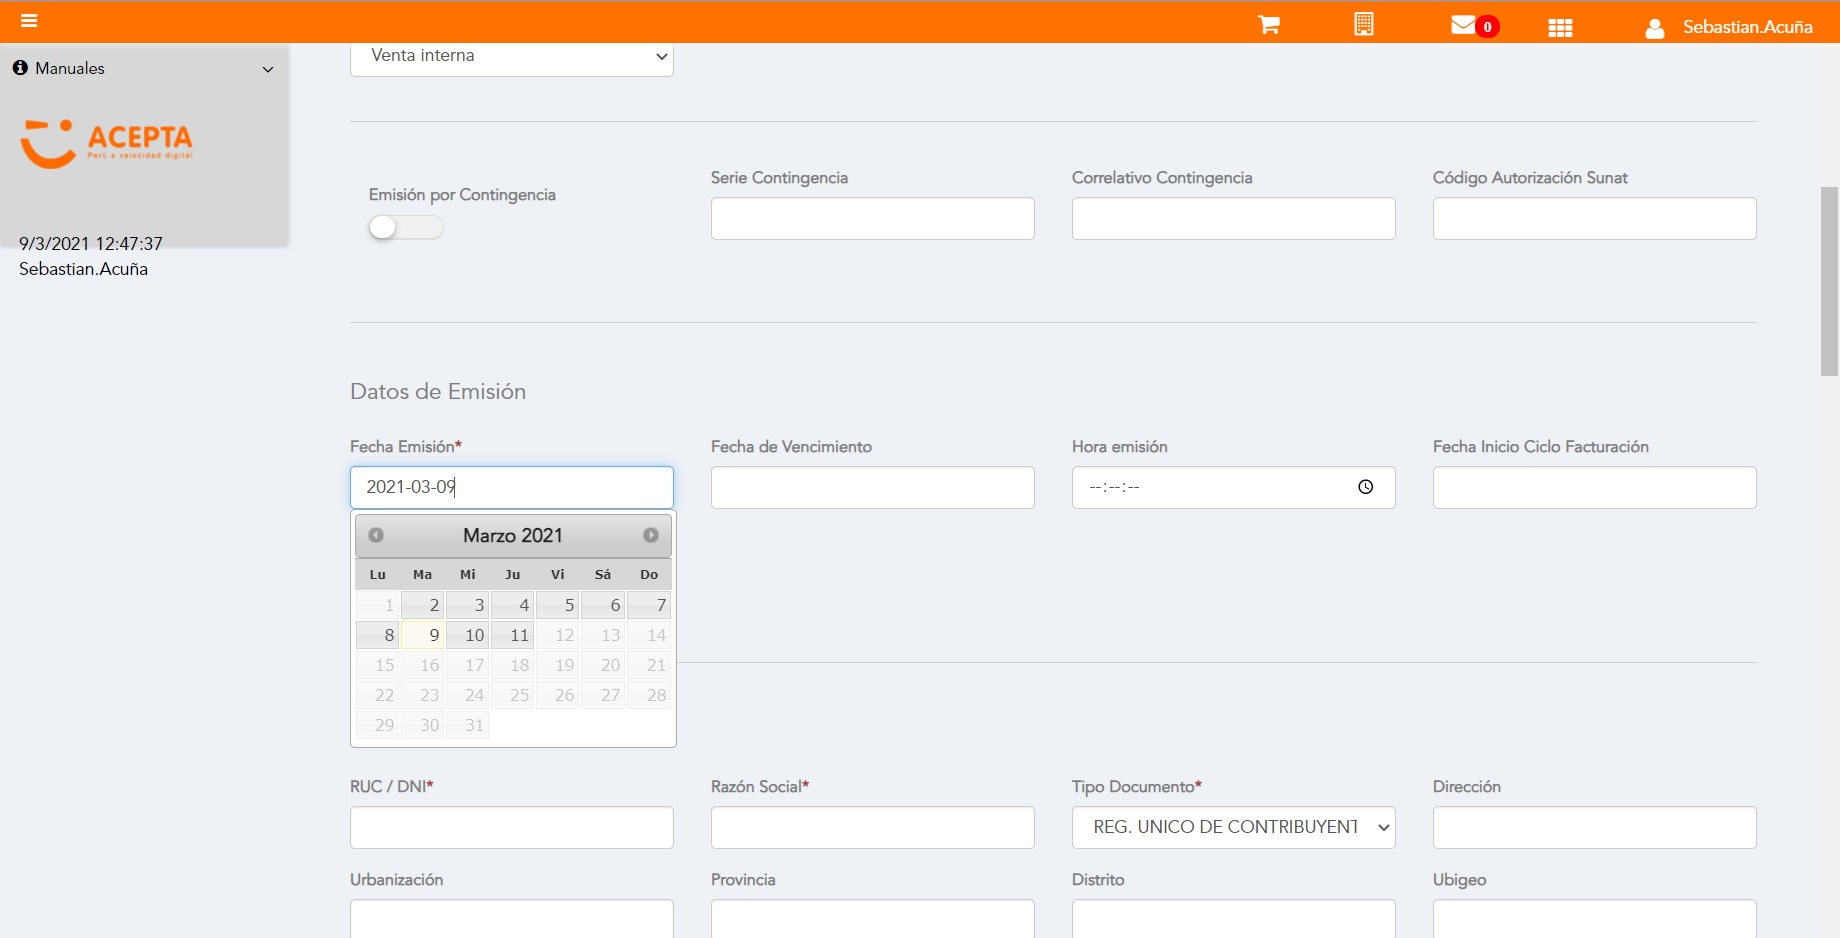 0
Sebastian.Acuña
Manuales
ACEPTA
Perú a velocidad digital
9/3/2021 12:47:37
Sebastian.Acuña
Venta interna
Emisión por Contingencia
Serie Contingencia
Correlativo Contingencia
Código Autorización Sunat
Datos de Emisión
Fecha Emisión*
Fecha de Vencimiento
Hora emisión
Fecha Inicio Ciclo Facturación
2021-03-09
--:--:--
Marzo 2021
Lu Ma Mi Ju Vi Sá Do
1 2 3 4 5 6 7
8 9 10 11 12 13 14
15 16 17 18 19 20 21
22 23 24 25 26 27 28
29 30 31
RUC / DNI*
Razón Social*
Tipo Documento*
Dirección
REG. UNICO DE CONTRIBUYENT
Urbanización
Provincia
Distrito
Ubigeo